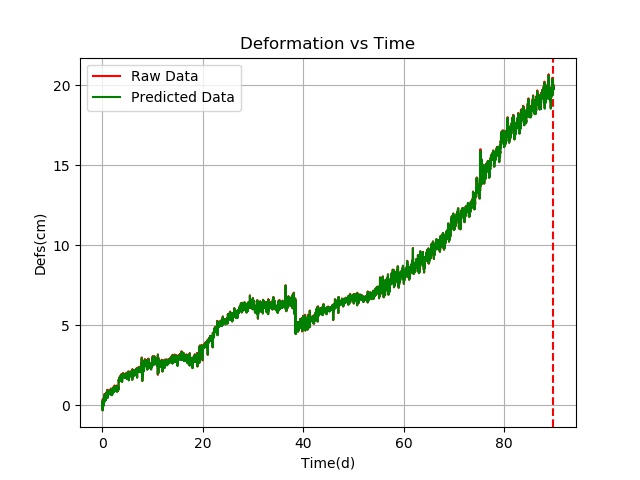 Deformation vs Time
Raw Data
Predicted Data
Defs(cm)
20
15
10
5
0
0 20 40 60 80
Time(d)